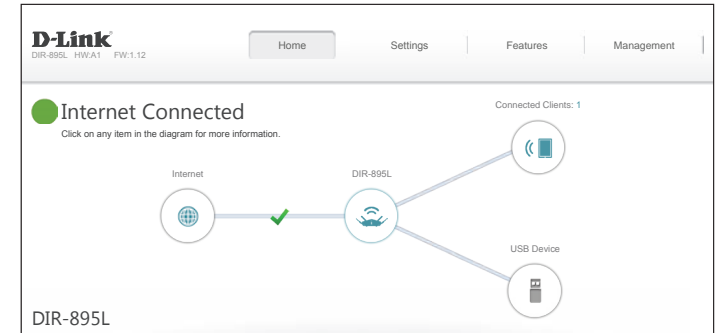 D-Link
DIR-895L HW:A1 FW:1.12
Home Settings Features Management
Internet Connected
Click on any item in the diagram for more information.
Connected Clients: 1
Internet
DIR-895L
USB Device
DIR-895L